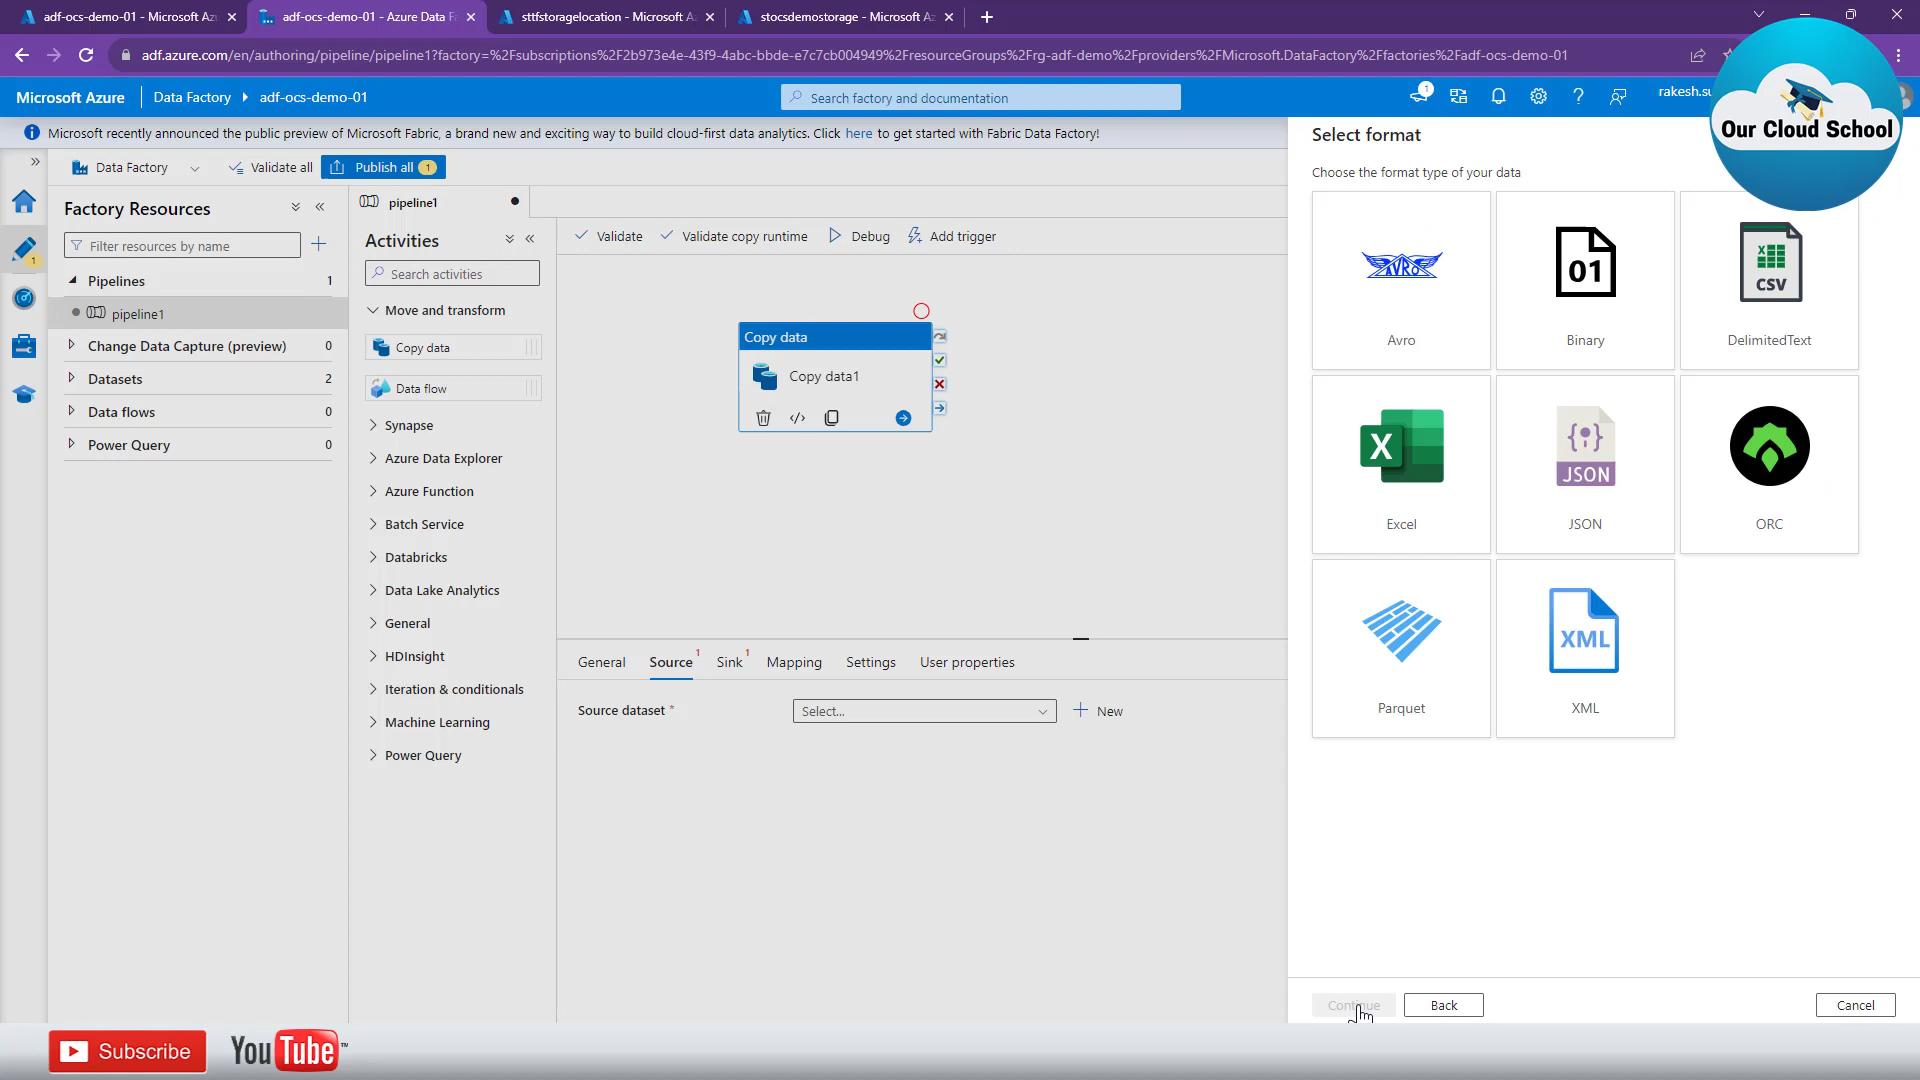 adf-ocs-demo-01 - Microsoft Az
adf-ocs-demo-01 - Azure Data F
sttfstoragelocation - Microsoft A
stocsdemostorage - Microsoft Az
adf.azure.com/en/authoring/pipeline/pipeline1?factory=%2Fsubscriptions%2F2b973e4e-43f9-4abc-bbde-e7c7cb004949%2FresourceGroups%2Frg-adf-demo%2Fproviders%2FMicrosoft.DataFactory%2Ffactories%2Fadf-ocs-demo-01
Microsoft Azure
Data Factory
adf-ocs-demo-01
Search factory and documentation
1
rakesh.su
Our Cloud School
Microsoft recently announced the public preview of Microsoft Fabric, a brand new and exciting way to build cloud-first data analytics. Click here to get started with Fabric Data Factory!
Data Factory
Validate all
Publish all 1
1
Factory Resources
Filter resources by name
Pipelines 1
pipeline1
Change Data Capture (preview) 0
Datasets 2
Data flows 0
Power Query 0
pipeline1
Activities
Search activities
Move and transform
Copy data
Data flow
Synapse
Azure Data Explorer
Azure Function
Batch Service
Databricks
Data Lake Analytics
General
HDInsight
Iteration & conditionals
Machine Learning
Power Query
Validate
Validate copy runtime
Debug
Add trigger
Copy data
Copy data1
General
Source 1
Sink 1
Mapping
Settings
User properties
Source dataset *
Select...
New
Select format
Choose the format type of your data
AVRO
Avro
01
Binary
CSV
DelimitedText
X
Excel
JSON
JSON
ORC
Parquet
XML
XML
Continue
Back
Cancel
Subscribe
YouTube ™